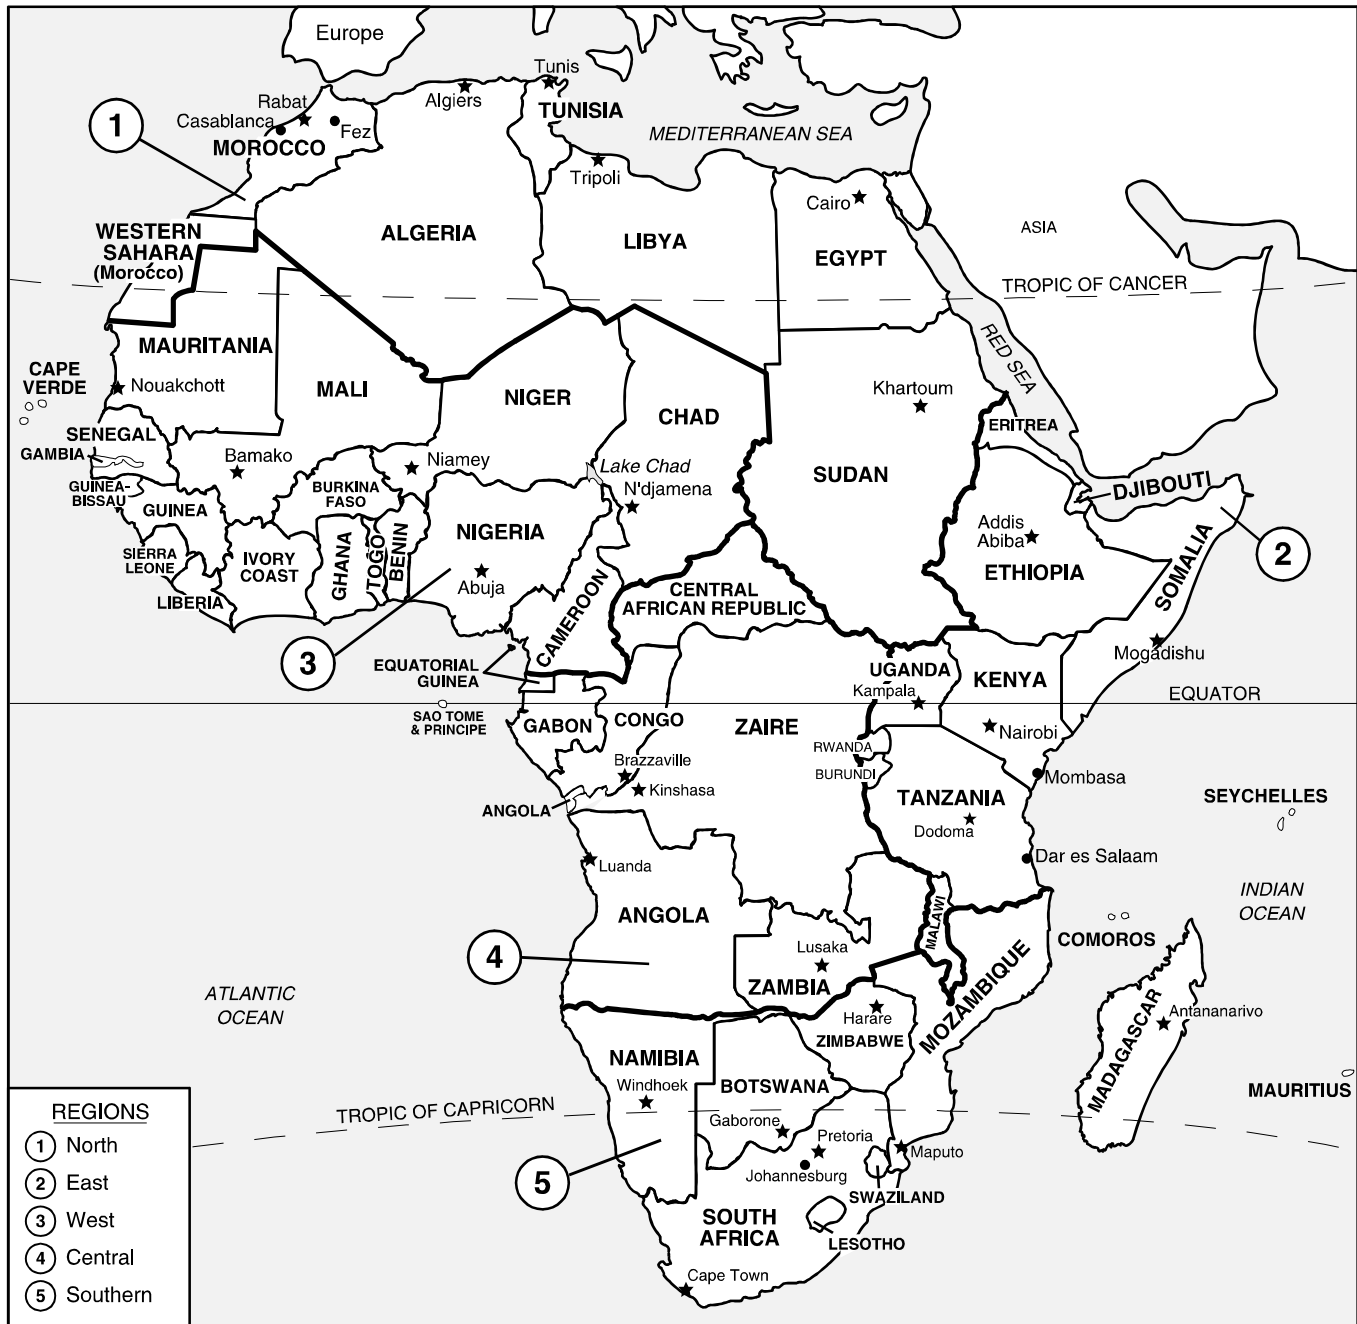 Europe
Tunis
Algiers
TUNISIA
Rabat
Casablanca
Fez
MOROCCO
1
MEDITERRANEAN SEA
Tripoli
Cairo
WESTERN
SAHARA
(Morocco)
ALGERIA
LIBYA
EGYPT
ASIA
TROPIC OF CANCER
RED SEA
MAURITANIA
CAPE
VERDE
Nouakchott
MALI
NIGER
CHAD
Khartoum
ERITREA
SENEGAL
GAMBIA
Bamako
Niamey
Lake Chad
N'djamena
SUDAN
DJIBOUTI
GUINEA-
BISSAU
GUINEA
BURKINA
FASO
NIGERIA
Addis
Abiba
ETHIOPIA
SOMALIA
2
SIERRA
LEONE
IVORY
COAST
GHANA
TOGO
BENIN
Abuja
LIBERIA
CAMEROON
CENTRAL
AFRICAN REPUBLIC
3
EQUATORIAL
GUINEA
UGANDA
Kampala
KENYA
Mogadishu
EQUATOR
SAO TOME
& PRINCIPE
GABON
CONGO
ZAIRE
Nairobi
RWANDA
BURUNDI
Brazzaville
Kinshasa
Mombasa
ANGOLA
TANZANIA
Dodoma
SEYCHELLES
Luanda
Dar es Salaam
INDIAN
OCEAN
ANGOLA
MALAWI
COMOROS
4
Lusaka
ZAMBIA
MOZAMBIQUE
ATLANTIC
OCEAN
Harare
ZIMBABWE
Antananarivo
MADAGASCAR
NAMIBIA
Windhoek
BOTSWANA
MAURITIUS
TROPIC OF CAPRICORN
Gaborone
Pretoria
Johannesburg
Maputo
5
SWAZILAND
SOUTH
AFRICA
LESOTHO
Cape Town
REGIONS
1 North
2 East
3 West
4 Central
5 Southern